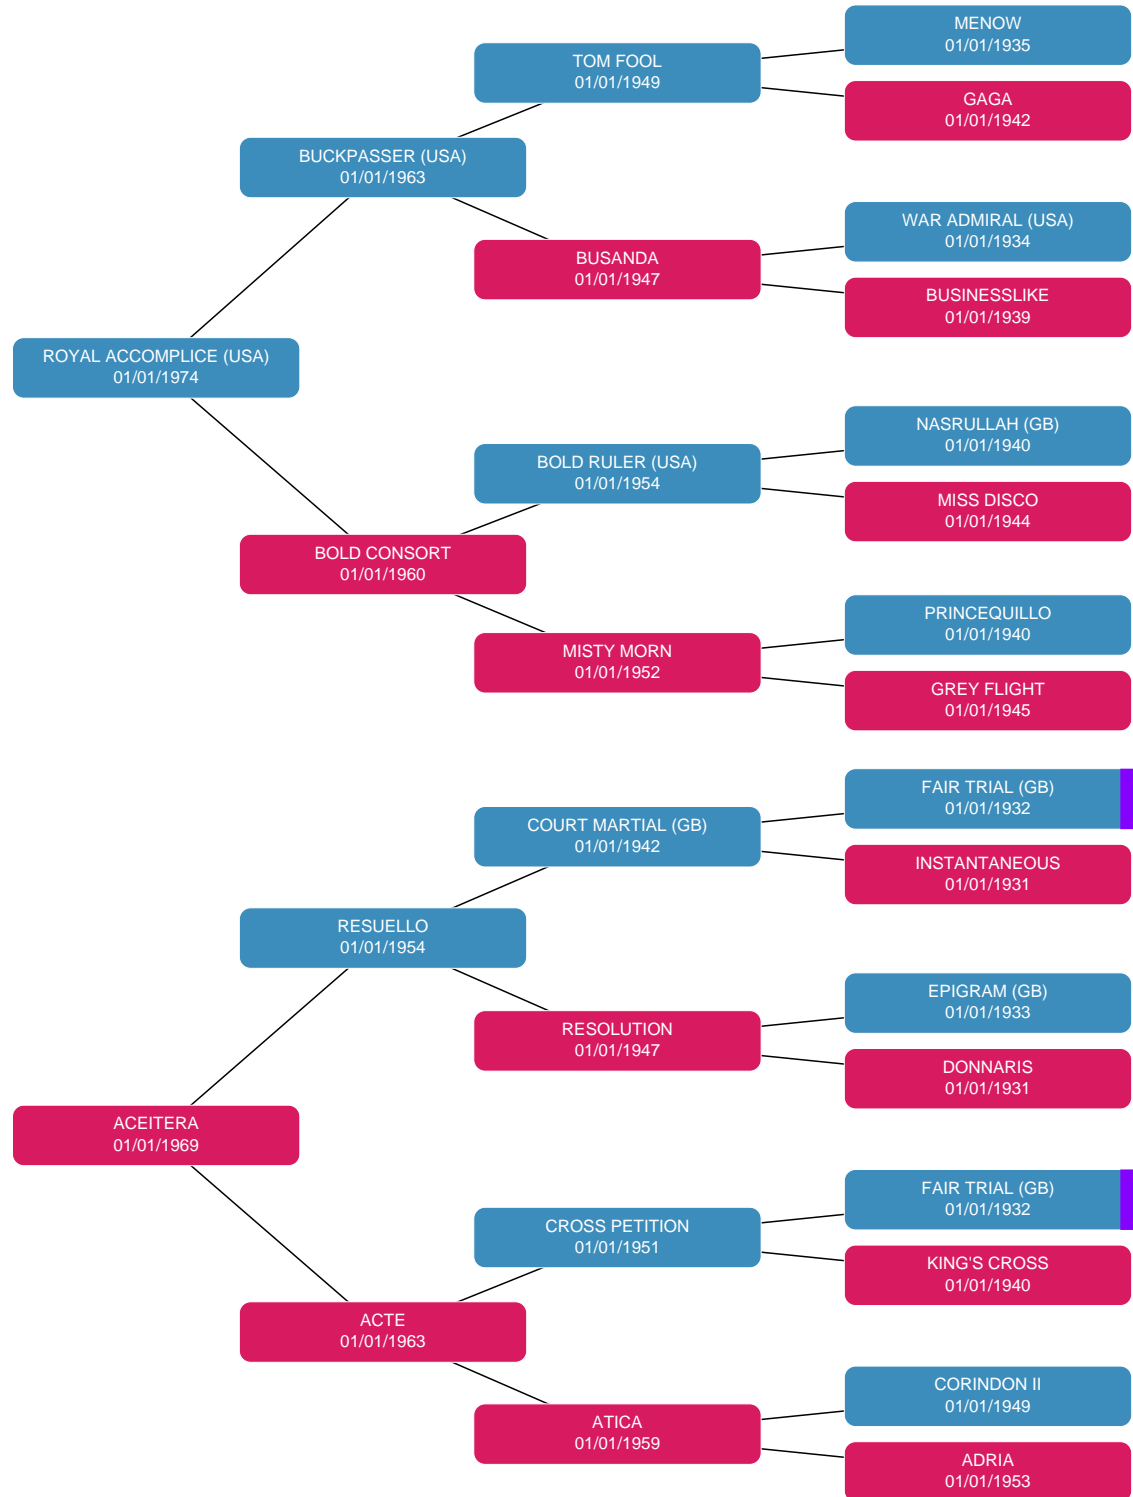 MENOW
01/01/1935
TOM FOOL
01/01/1949
GAGA
01/01/1942
BUCKPASSER (USA)
01/01/1963
WAR ADMIRAL (USA)
01/01/1934
BUSANDA
01/01/1947
BUSINESSLIKE
01/01/1939
ROYAL ACCOMPLICE (USA)
01/01/1974
NASRULLAH (GB)
01/01/1940
BOLD RULER (USA)
01/01/1954
MISS DISCO
01/01/1944
BOLD CONSORT
01/01/1960
PRINCEQUILLO
01/01/1940
MISTY MORN
01/01/1952
GREY FLIGHT
01/01/1945
FAIR TRIAL (GB)
01/01/1932
COURT MARTIAL (GB)
01/01/1942
INSTANTANEOUS
01/01/1931
RESUELLO
01/01/1954
EPIGRAM (GB)
01/01/1933
RESOLUTION
01/01/1947
DONNARIS
01/01/1931
ACEITERA
01/01/1969
FAIR TRIAL (GB)
01/01/1932
CROSS PETITION
01/01/1951
KING'S CROSS
01/01/1940
ACTE
01/01/1963
CORINDON II
01/01/1949
ATICA
01/01/1959
ADRIA
01/01/1953